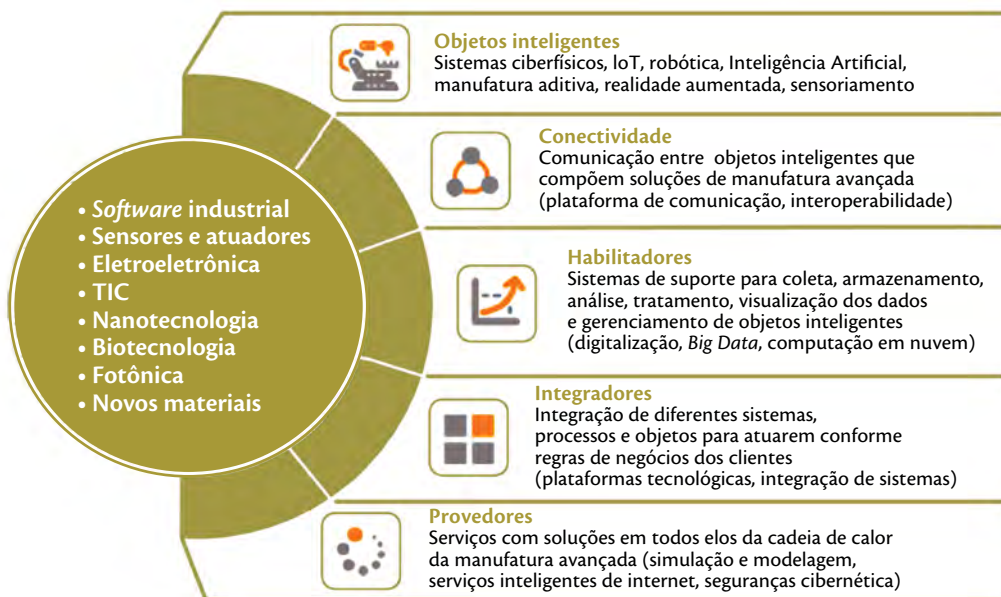 • Software industrial
• Sensores e atuadores
• Eletroeletrônica
• TIC
• Nanotecnologia
• Biotecnologia
• Fotônica
• Novos materiais
Objetos inteligentes
Sistemas ciberfísicos, IoT, robótica, Inteligência Artificial,
manufatura aditiva, realidade aumentada, sensoriamento
Conectividade
Comunicação entre objetos inteligentes que
compõem soluções de manufatura avançada
(plataforma de comunicação, interoperabilidade)
Habilitadores
Sistemas de suporte para coleta, armazenamento,
análise, tratamento, visualização dos dados
e gerenciamento de objetos inteligentes
(digitalização, Big Data, computação em nuvem)
Integradores
Integração de diferentes sistemas,
processos e objetos para atuarem conforme
regras de negócios dos clientes
(plataformas tecnológicas, integração de sistemas)
Provedores
Serviços com soluções em todos elos da cadeia de calor
da manufatura avançada (simulação e modelagem,
serviços inteligentes de internet, seguranças cibernética)